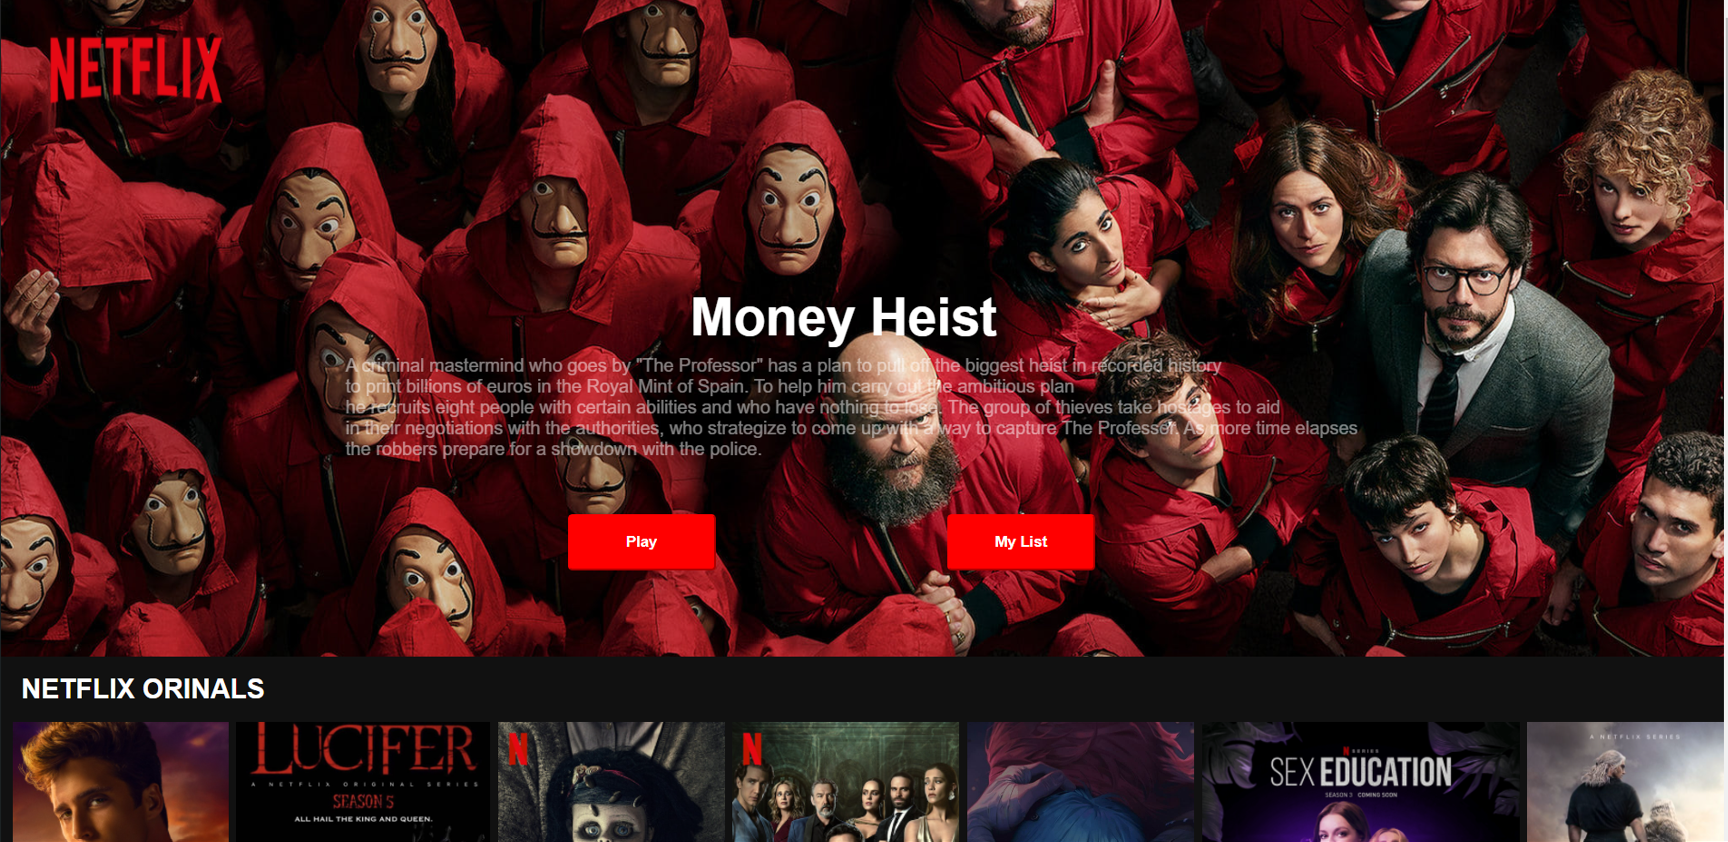 NETFLIX
Money Heist
A criminal mastermind who goes by "The Professor" has a plan to pull off the biggest heist in recorded history
to print billions of euros in the Royal Mint of Spain. To help him carry out the ambitious plan
he recruits eight people with certain abilities and who have nothing to lose. The group of thieves take hostages to aid
in their negotiations with the authorities, who strategize to come up with a way to capture The Professor. As more time elapses
the robbers prepare for a showdown with the police.
Play
My List
NETFLIX ORINALS
LUCIFER
A NETFLIX ORIGINAL SERIES
SEASON 5
ALL HAIL THE KING AND QUEEN.
N
N
N SERIES
SEX EDUCATION
SEASON 3 COMING SOON
A NETFLIX SERIES